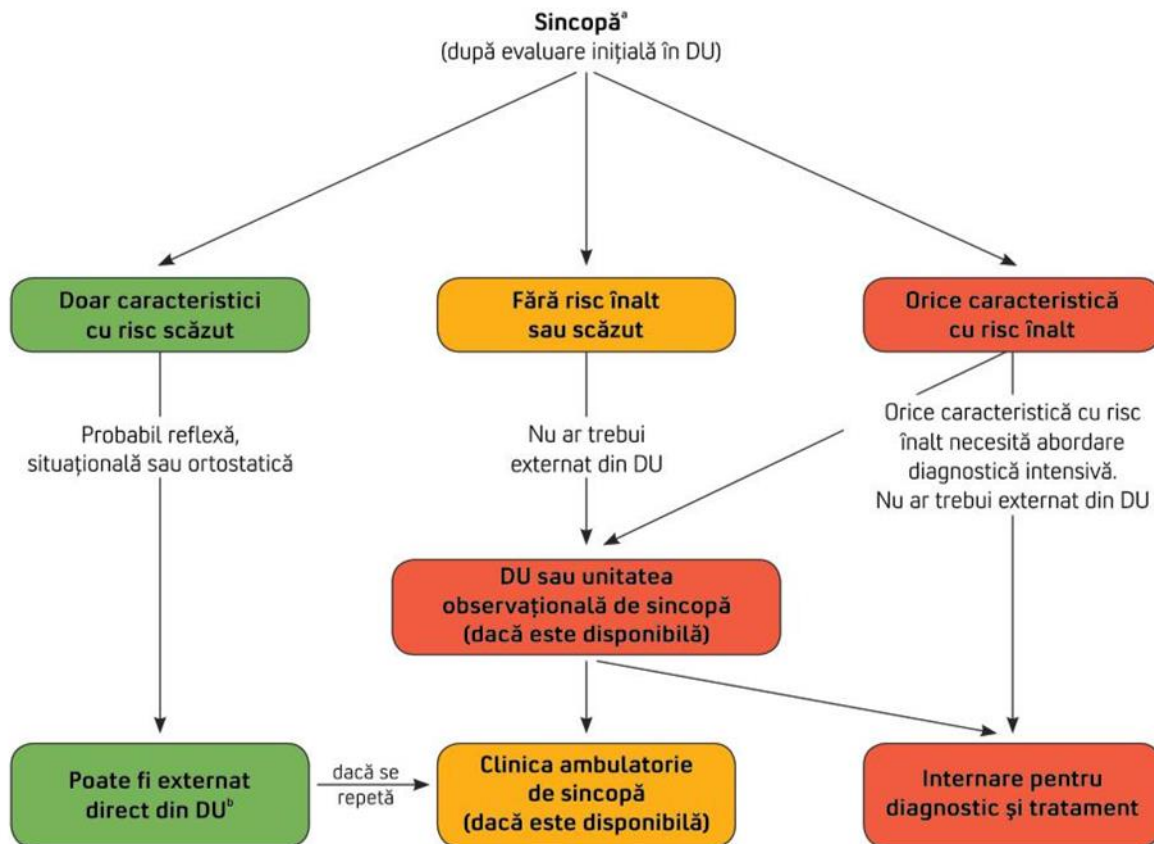 Sincopăᵃ
(după evaluare inițială în DU)
Doar caracteristici
cu risc scăzut
Fără risc înalt
sau scăzut
Orice caracteristică
cu risc înalt
Probabil reflexă,
situațională sau ortostatică
Nu ar trebui
externat din DU
Orice caracteristică cu risc
înalt necesită abordare
diagnostică intensivă.
Nu ar trebui externat din DU
DU sau unitatea
observațională de sincopă
(dacă este disponibilă)
Poate fi externat
direct din DUᵇ
dacă se
repetă
Clinica ambulatorie
de sincopă
(dacă este disponibilă)
Internare pentru
diagnostic și tratament